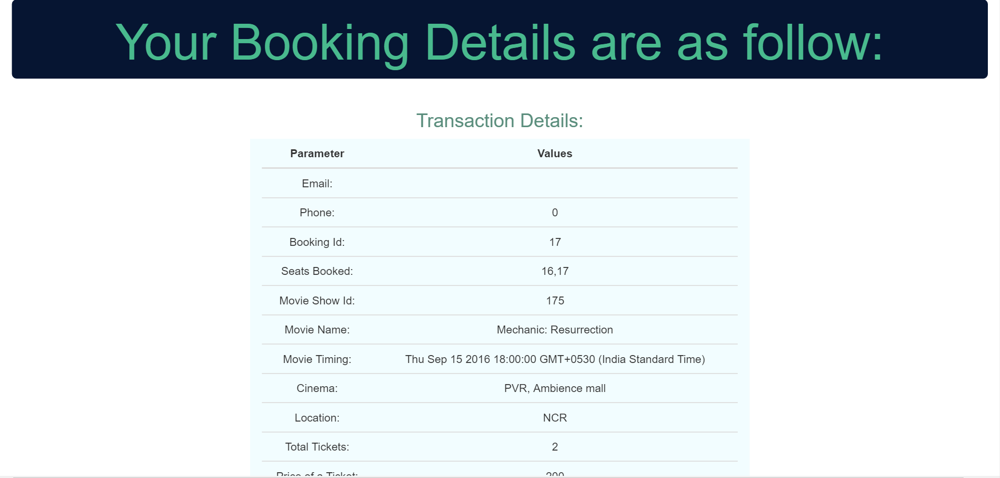 Your Booking Details are as follow:
Transaction Details:
Parameter Values
Email:
Phone: 0
Booking Id: 17
Seats Booked: 16,17
Movie Show Id: 175
Movie Name: Mechanic: Resurrection
Movie Timing: Thu Sep 15 2016 18:00:00 GMT+0530 (India Standard Time)
Cinema: PVR, Ambience mall
Location: NCR
Total Tickets: 2
Price of a Ticket: 200